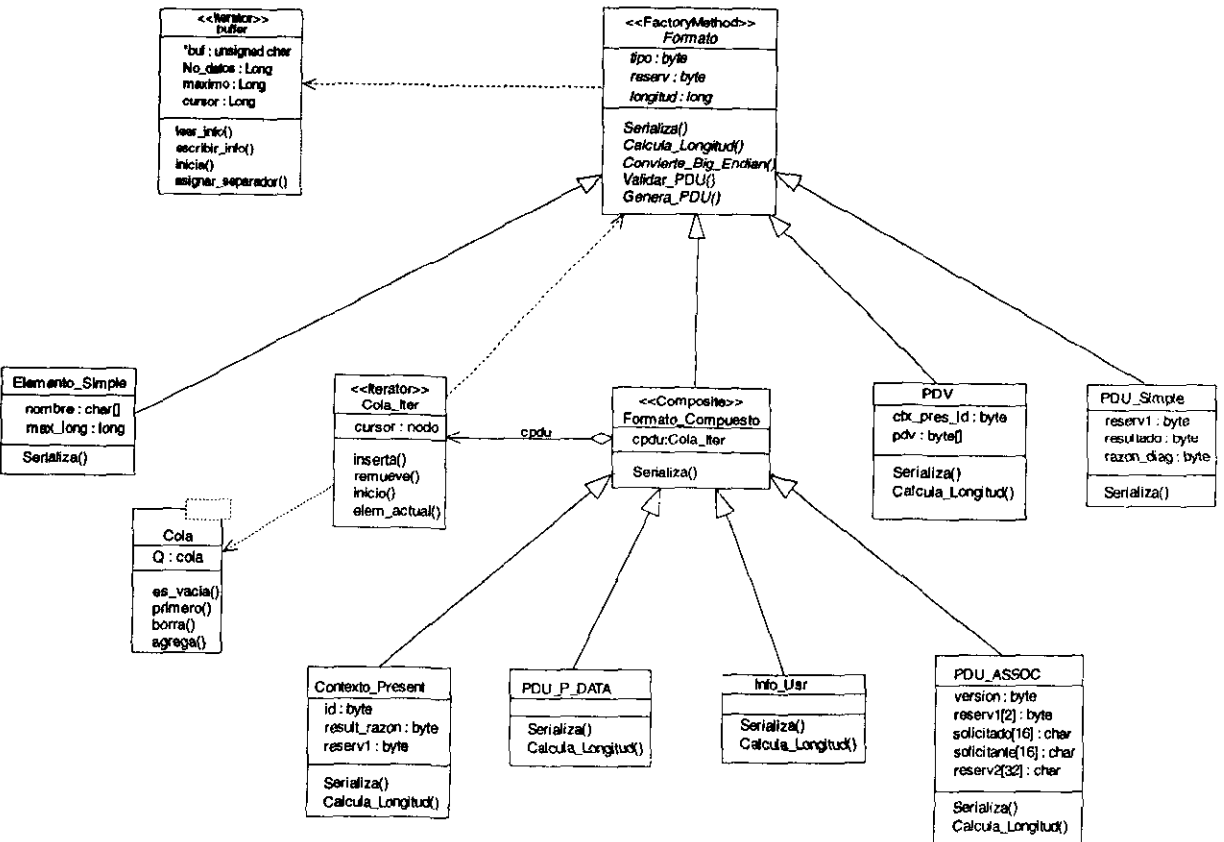 <<Iterator>>
buffer
*buf : unsigned char
No_datos : Long
maximo : Long
cursor : Long
leer_info()
escribir_info()
inicia()
asignar_separador()
<<FactoryMethod>>
Formato
tipo : byte
reserv : byte
longitud : long
Serializa()
Calcula_Longitud()
Convierte_Big_Endian()
Validar_PDU()
Genera_PDU()
Elemento_Simple
nombre : char[]
max_long : long
Serializa()
<<Iterator>>
Cola_Iter
cursor : nodo
inserta()
remueve()
inicio()
elem_actual()
cpdu
<<Composite>>
Formato_Compuesto
cpdu:Cola_Iter
Serializa()
PDV
ctx_pres_id : byte
pdv : byte[]
Serializa()
Calcula_Longitud()
PDU_Simple
reserv1 : byte
resultado : byte
razon_diag : byte
Serializa()
Cola
Q : cola
es_vacia()
primero()
borra()
agrega()
Contexto_Present
id : byte
result_razon : byte
reserv1 : byte
Serializa()
Calcula_Longitud()
PDU_P_DATA
Serializa()
Calcula_Longitud()
Info_Usr
Serializa()
Calcula_Longitud()
PDU_ASSOC
version : byte
reserv1[2] : byte
solicitado[16] : char
solicitante[16] : char
reserv2[32] : char
Serializa()
Calcula_Longitud()